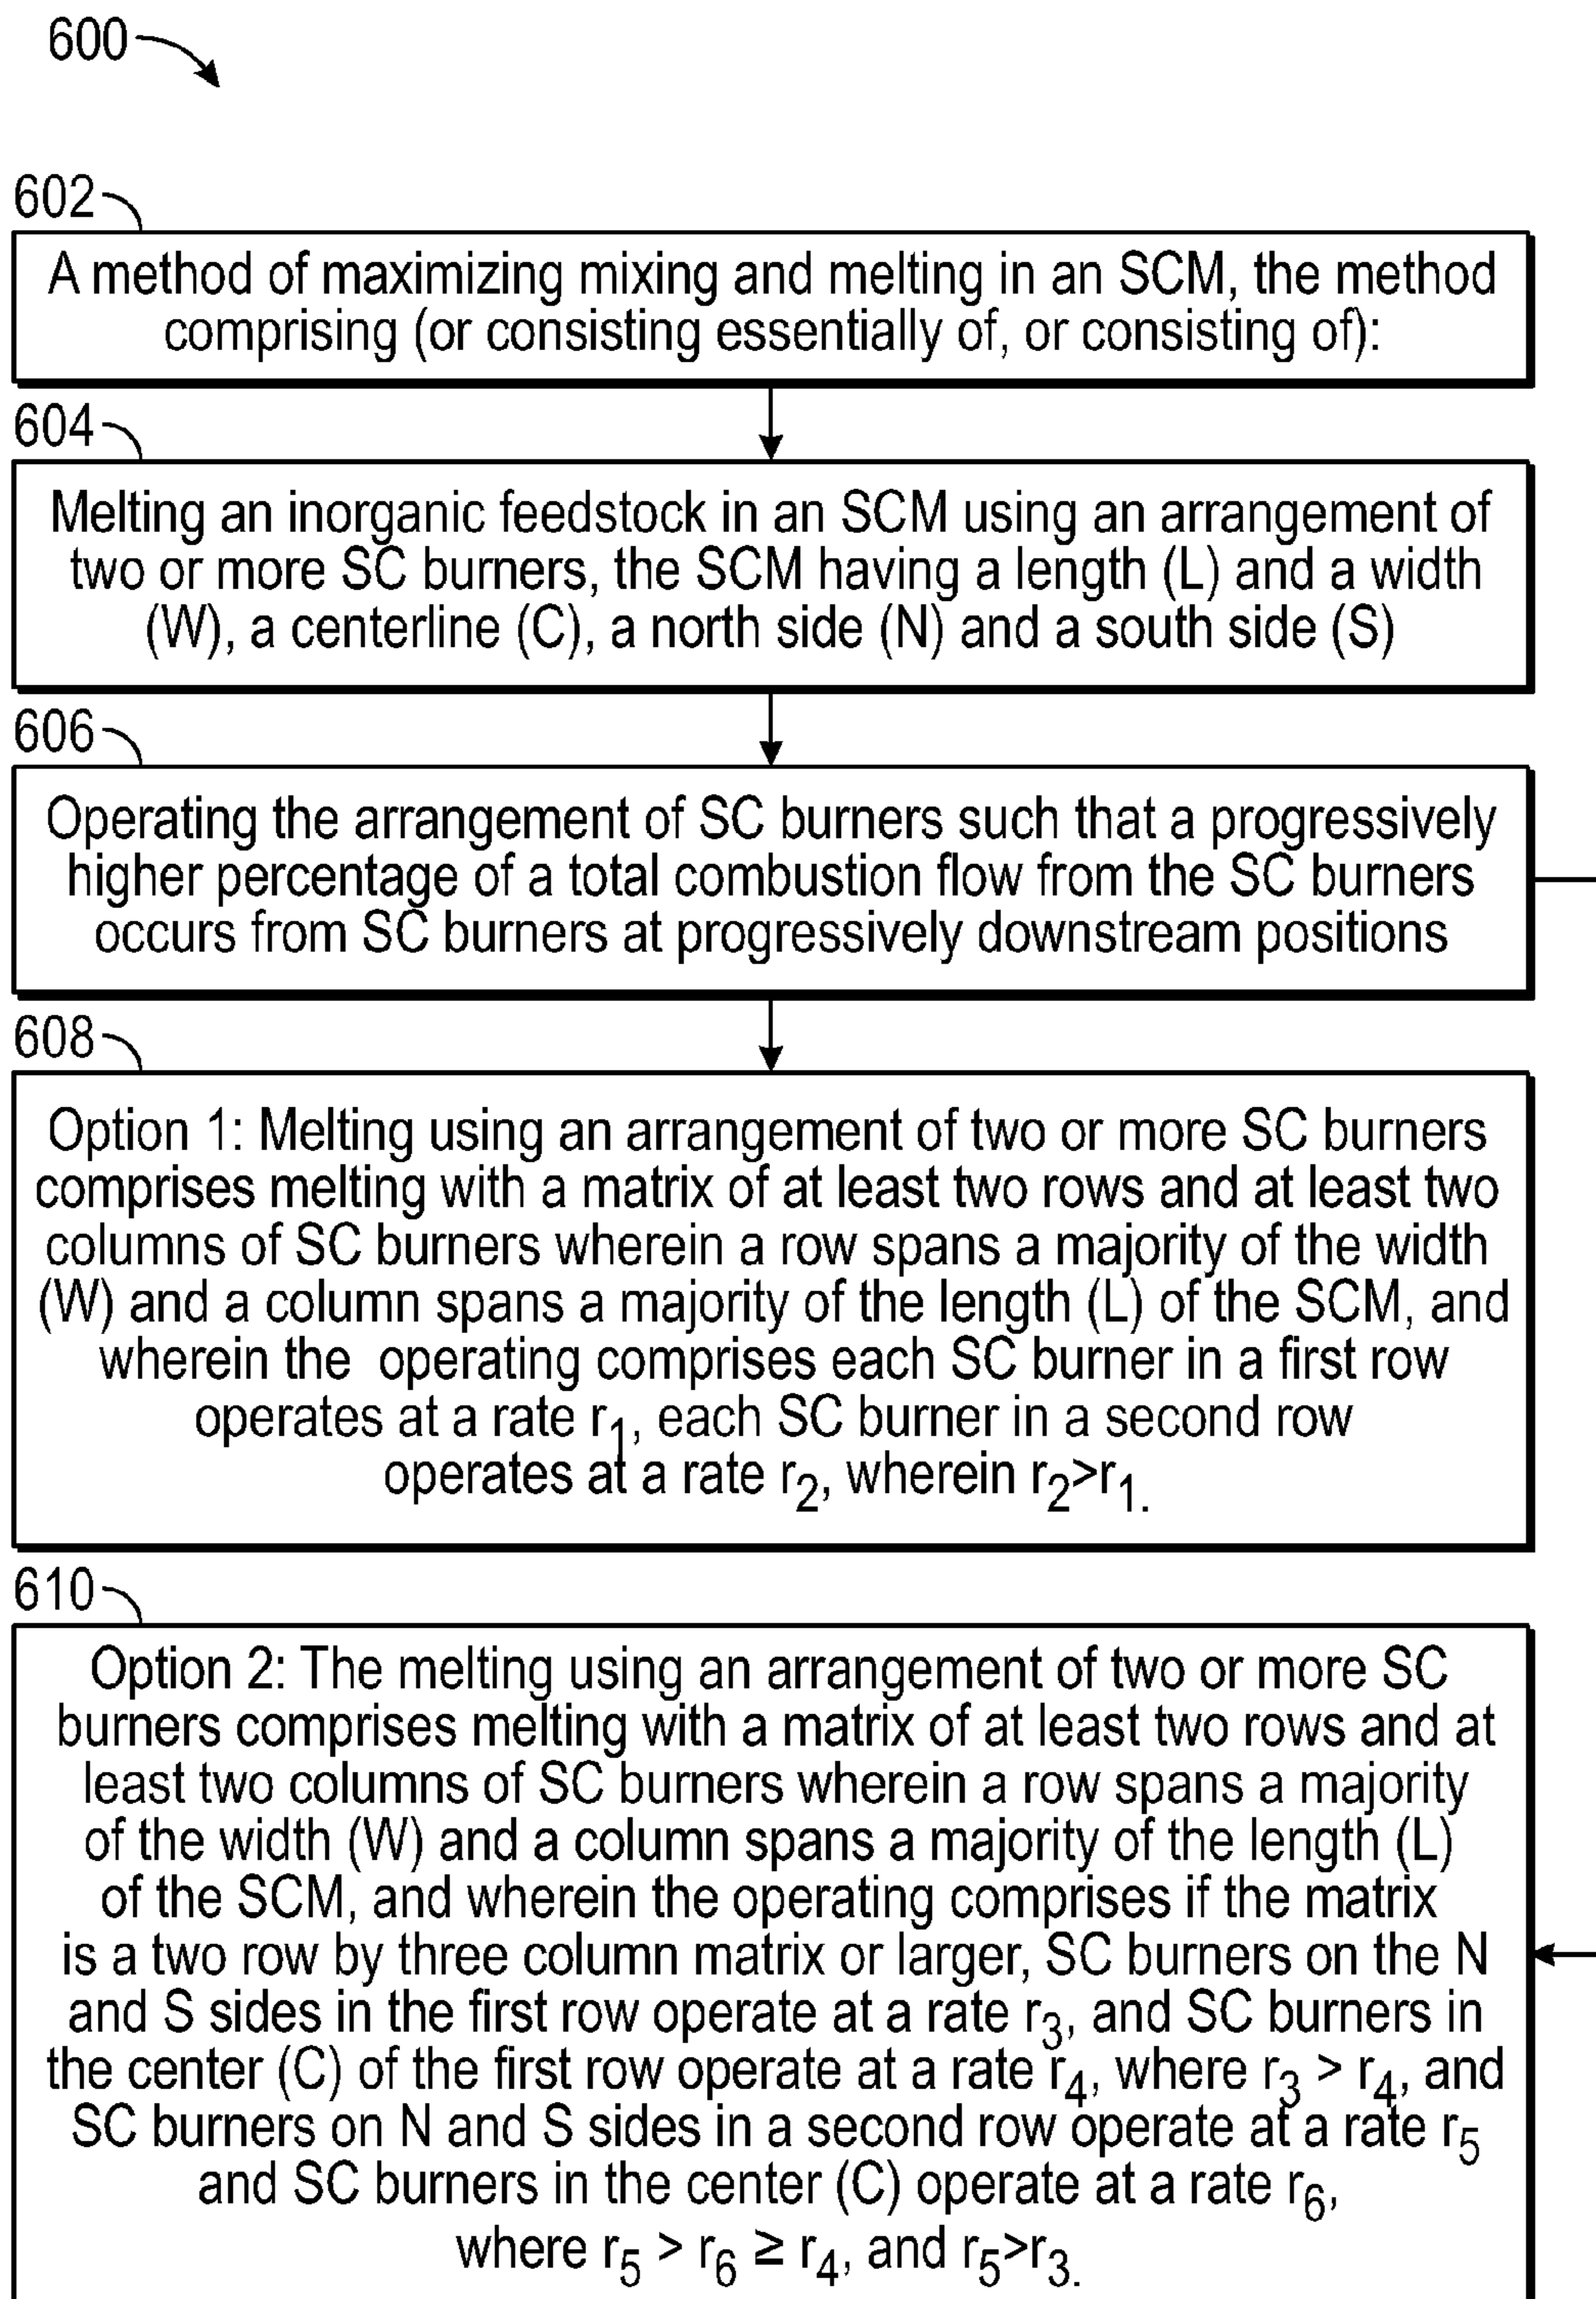 600
602
A method of maximizing mixing and melting in an SCM, the method
comprising (or consisting essentially of, or consisting of):
604
Melting an inorganic feedstock in an SCM using an arrangement of
two or more SC burners, the SCM having a length (L) and a width
(W), a centerline (C), a north side (N) and a south side (S)
606
Operating the arrangement of SC burners such that a progressively
higher percentage of a total combustion flow from the SC burners
occurs from SC burners at progressively downstream positions
608
Option 1: Melting using an arrangement of two or more SC burners
comprises melting with a matrix of at least two rows and at least two
columns of SC burners wherein a row spans a majority of the width
(W) and a column spans a majority of the length (L) of the SCM, and
wherein the operating comprises each SC burner in a first row
operates at a rate r₁, each SC burner in a second row
operates at a rate r₂, wherein r₂>r₁.
610
Option 2: The melting using an arrangement of two or more SC
burners comprises melting with a matrix of at least two rows and at
least two columns of SC burners wherein a row spans a majority
of the width (W) and a column spans a majority of the length (L)
of the SCM, and wherein the operating comprises if the matrix
is a two row by three column matrix or larger, SC burners on the N
and S sides in the first row operate at a rate r₃, and SC burners in
the center (C) of the first row operate at a rate r₄, where r₃ > r₄, and
SC burners on N and S sides in a second row operate at a rate r₅
and SC burners in the center (C) operate at a rate r₆,
where r₅ > r₆ ≥ r₄, and r₅>r₃.